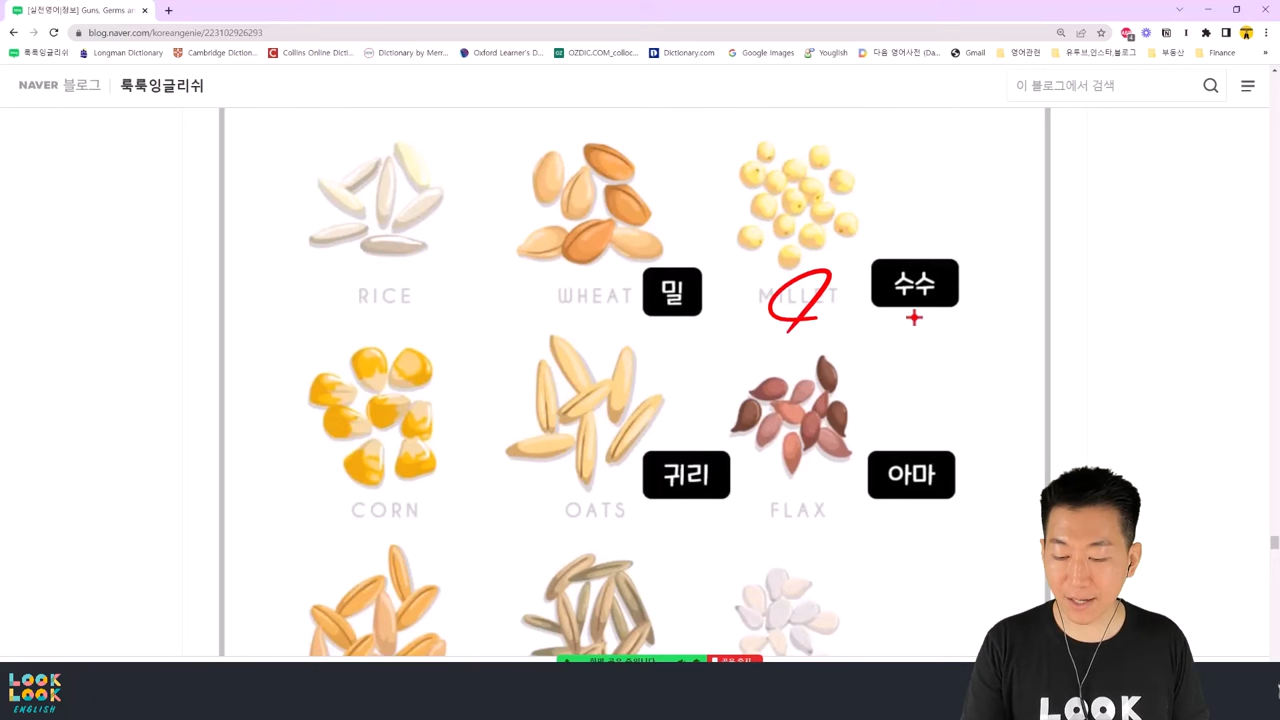 [실전영어/정보] Guns, Germs an
blog.naver.com/koreangenie/223102926293
룩룩잉글리쉬
Longman Dictionary
Cambridge Diction...
Collins Online Dicti...
Dictionary by Merr...
Oxford Learner's D...
OZDIC.COM_colloc...
Dictionary.com
Google Images
Youglish
다음 영어사전 (Da...
Gmail
영어관련
유튜브,인스타,블로그
부동산
Finance
NAVER 블로그
룩룩잉글리쉬
이 블로그에서 검색
RICE
WHEAT
밀
MILLET
수수
CORN
OATS
귀리
FLAX
아마
LOOK
LOOK
ENGLISH
LOOK